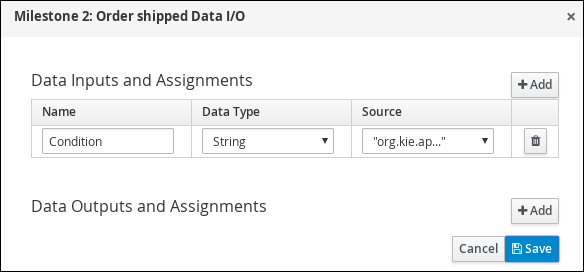 Milestone 2: Order shipped Data I/O ×
Data Inputs and Assignments
+ Add
Name Data Type Source
Condition String "org.kie.ap..."
Data Outputs and Assignments
+ Add
Cancel Save